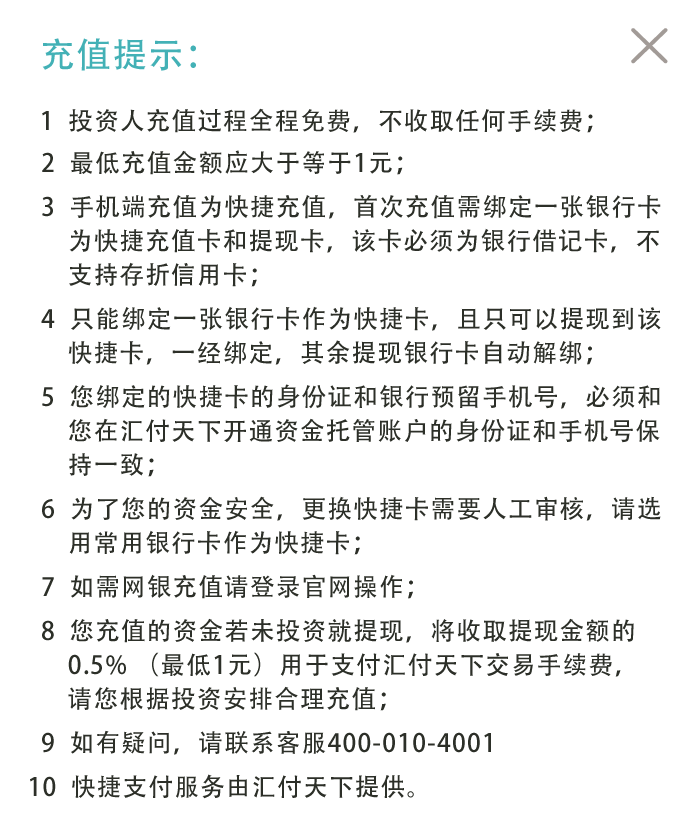 充值提示：
1 投资人充值过程全程免费，不收取任何手续费；
2 最低充值金额应大于等于1元；
3 手机端充值为快捷充值，首次充值需绑定一张银行卡
为快捷充值卡和提现卡，该卡必须为银行借记卡，不
支持存折信用卡；
4 只能绑定一张银行卡作为快捷卡，且只可以提现到该
快捷卡，一经绑定，其余提现银行卡自动解绑；
5 您绑定的快捷卡的身份证和银行预留手机号，必须和
您在汇付天下开通资金托管账户的身份证和手机号保
持一致；
6 为了您的资金安全，更换快捷卡需要人工审核，请选
用常用银行卡作为快捷卡；
7 如需网银充值请登录官网操作；
8 您充值的资金若未投资就提现，将收取提现金额的
0.5% （最低1元）用于支付汇付天下交易手续费，
请您根据投资安排合理充值；
9 如有疑问，请联系客服400-010-4001
10 快捷支付服务由汇付天下提供。